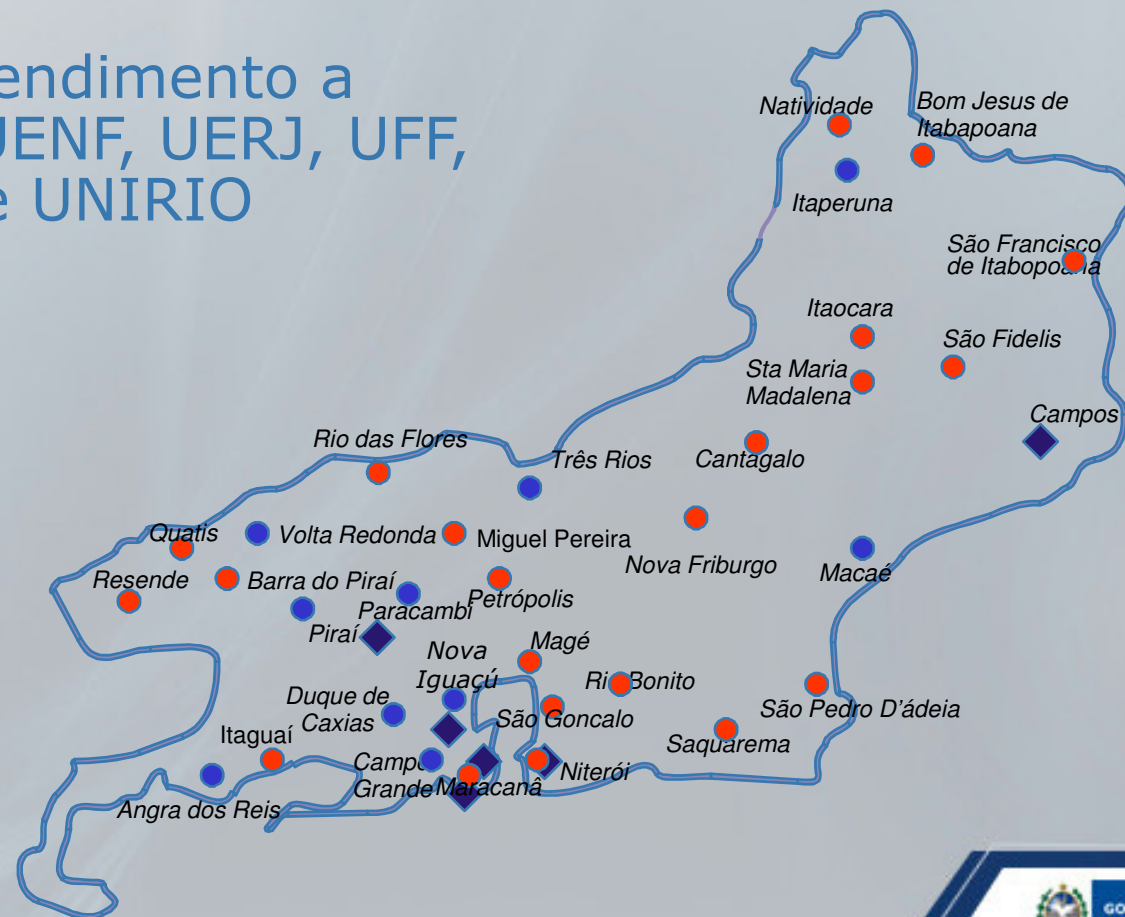 endimento a
UENF, UERJ, UFF,
e UNIRIO
Natividade
Bom Jesus de
Itabapoana
Itaperuna
São Francisco
de Itabopoana
Itaocara
São Fidelis
Sta Maria
Madalena
Campos
Rio das Flores
Três Rios
Cantagalo
Quatis
Volta Redonda
Miguel Pereira
Nova Friburgo
Macaé
Resende
Barra do Piraí
Paracambi
Petrópolis
Piraí
Nova
Iguaçú
Magé
Duque de
Caxias
Rio Bonito
São Goncalo
São Pedro D'ádeia
Itaguaí
Saquarema
Campo
Grande
Maracanã
Niterói
Angra dos Reis
GO